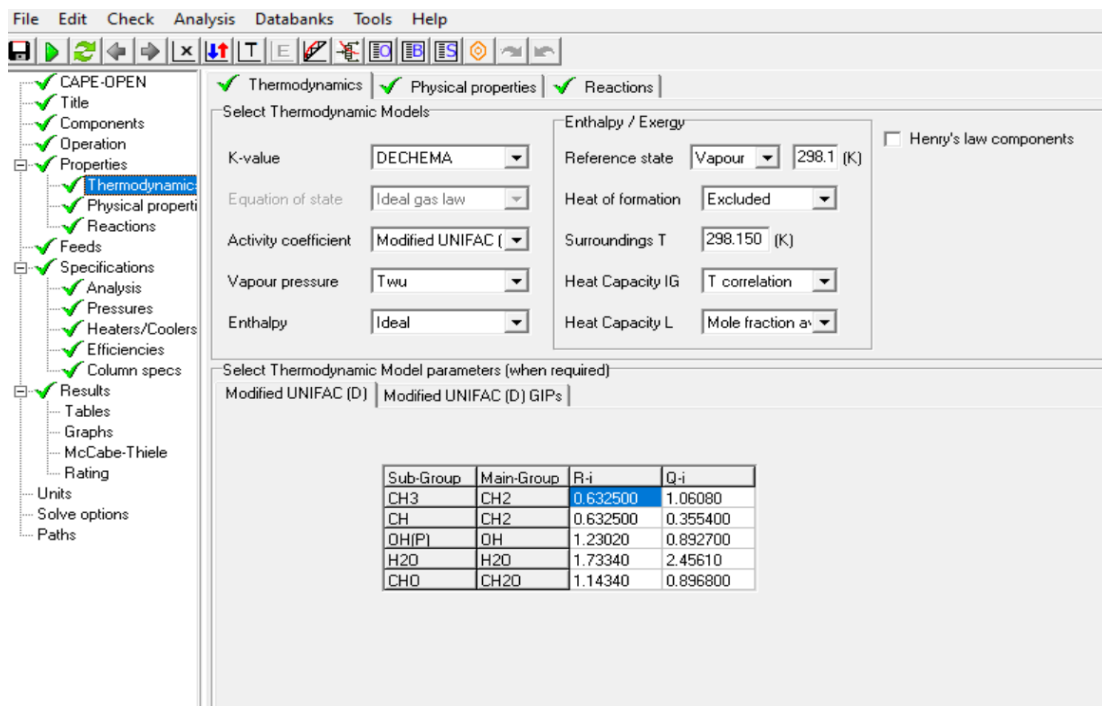 File Edit Check Analysis Databanks Tools Help
T E O B S
CAPE-OPEN
Title
Components
Operation
Properties
Thermodynamics
Physical properti
Reactions
Feeds
Specifications
Analysis
Pressures
Heaters/Coolers
Efficiencies
Column specs
Results
Tables
Graphs
McCabe-Thiele
Rating
Units
Solve options
Paths
Thermodynamics Physical properties Reactions
Select Thermodynamic Models
K-value DECHEMA
Equation of state Ideal gas law
Activity coefficient Modified UNIFAC (
Vapour pressure Twu
Enthalpy Ideal
Enthalpy / Exergy
Reference state Vapour 298.1 (K)
Heat of formation Excluded
Surroundings T 298.150 (K)
Heat Capacity IG T correlation
Heat Capacity L Mole fraction av
Henry's law components
Select Thermodynamic Model parameters (when required)
Modified UNIFAC (D) Modified UNIFAC (D) GIPs
Sub-Group Main-Group R-i Q-i
CH3 CH2 0.632500 1.06080
CH CH2 0.632500 0.355400
OH(P) OH 1.23020 0.892700
H2O H2O 1.73340 2.45610
CHO CH2O 1.14340 0.896800